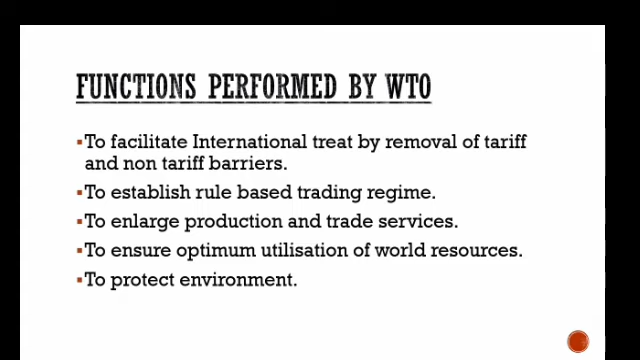 FUNCTIONS PERFORMED BY WTO
▪To facilitate International treat by removal of tariff
and non tariff barriers.
▪To establish rule based trading regime.
▪To enlarge production and trade services.
▪To ensure optimum utilisation of world resources.
▪To protect environment.